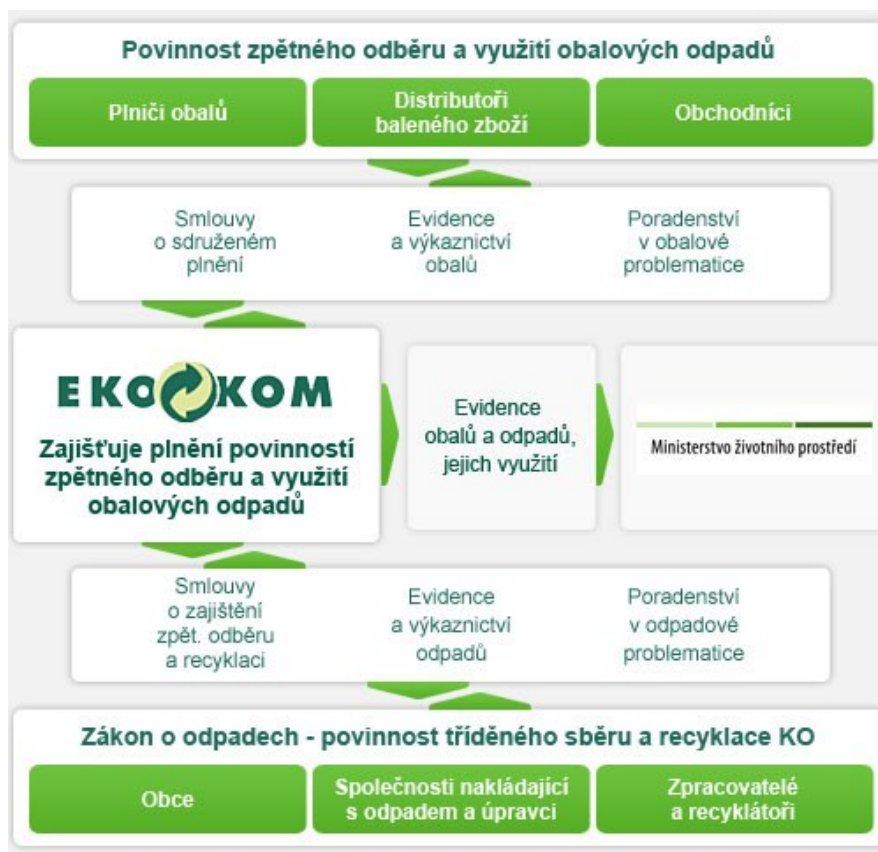 Povinnost zpětného odběru a využití obalových odpadů
Plniči obalů
Distributoři
baleného zboží
Obchodníci
Smlouvy
o sdruženém
plnění
Evidence
a výkaznictví
obalů
Poradenství
v obalové
problematice
EKO KOM
Zajišťuje plnění povinností
zpětného odběru a využití
obalových odpadů
Evidence
obalů a odpadů,
jejich využití
Ministerstvo životního prostředí
Smlouvy
o zajištění
zpět. odběru
a recyklaci
Evidence
a výkaznictví
odpadů
Poradenství
v odpadové
problematice
Zákon o odpadech - povinnost tříděného sběru a recyklace KO
Obce
Společnosti nakládající
s odpadem a úpravci
Zpracovatelé
a recyklátoři